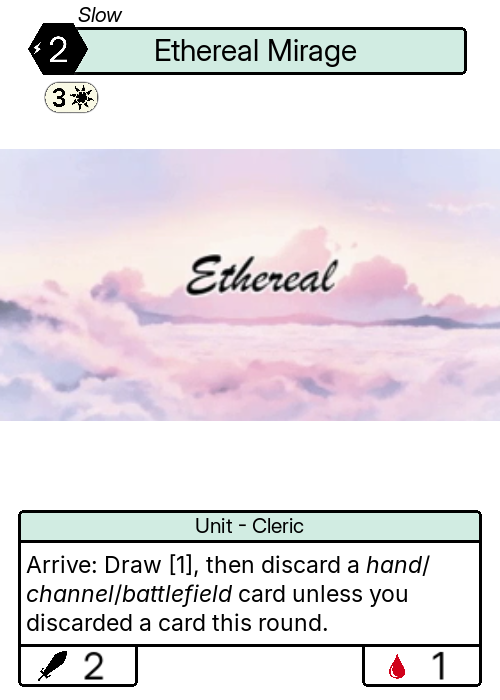 Slow
2 Ethereal Mirage
3
Ethereal
Unit - Cleric
Arrive: Draw [1], then discard a hand/
channel/battlefield card unless you
discarded a card this round.
2 1